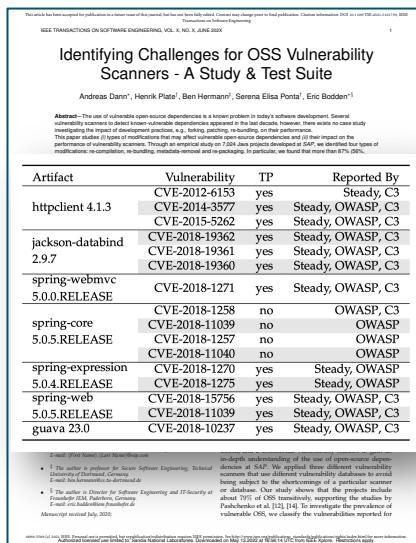 This article has been accepted for publication in a future issue of this journal, but has not been fully edited. Content may change prior to final publication. Citation information: DOI
Transactions on Software Engineering
IEEE TRANSACTIONS ON SOFTWARE ENGINEERING, VOL. X, NO. X, JUNE 202X 1
Identifying Challenges for OSS Vulnerability
Scanners - A Study & Test Suite
Andreas Dann*, Henrik Plate†, Ben Hermann‡, Serena Elisa Ponta†, Eric Bodden§
Abstract—The use of vulnerable open-source dependencies is a known problem in today's software development. Several
vulnerability scanners to detect known-vulnerable dependencies appeared in the last decade, however, there exists no case study
investigating the impact of development practices, e.g., forking, patching, re-bundling, on their performance.
This paper studies (i) types of modifications that may affect vulnerable open-source dependencies and (ii) their impact on the
performance of vulnerability scanners. Through an empirical study on 7,024 Java projects developed at SAP, we identified four types of
modifications: re-compilation, re-bundling, metadata-removal and re-packaging. In particular, we found that more than 87% (56%,
Artifact Vulnerability TP Reported By
httpclient 4.1.3 CVE-2012-6153 yes Steady, C3
CVE-2014-3577 yes Steady, OWASP, C3
CVE-2015-5262 yes Steady, OWASP, C3
jackson-databind 2.9.7 CVE-2018-19362 yes Steady, OWASP, C3
CVE-2018-19361 yes Steady, OWASP, C3
CVE-2018-19360 yes Steady, OWASP, C3
spring-webmvc
5.0.0.RELEASE CVE-2018-1271 yes Steady, OWASP, C3
spring-core
5.0.5.RELEASE CVE-2018-1258 no OWASP, C3
CVE-2018-11039 no OWASP
CVE-2018-1257 no OWASP
CVE-2018-11040 no OWASP
spring-expression CVE-2018-1270 yes Steady, OWASP
5.0.4.RELEASE CVE-2018-1275 yes Steady, OWASP
spring-web CVE-2018-15756 yes Steady, OWASP, C3
5.0.5.RELEASE CVE-2018-11039 yes Steady, OWASP, C3
guava 23.0 CVE-2018-10237 yes Steady, OWASP, C3
E-mail: (First Name).(Last Name)@sap.com
• ‡ The author is professor for Secure Software Engineering, Technical
University of Dortmund, Germany.
E-mail: ben.hermann@cs.tu-dortmund.de
• § The author is Director for Software Engineering and IT-Security at
Fraunhofer IEM, Paderborn, Germany.
E-mail: eric.bodden@iem.fraunhofer.de
Manuscript received July, 2020;
in-depth understanding of the use of open-source depen-
dencies at SAP. We applied three different vulnerability
scanners that use different vulnerability databases to avoid
being subject to the shortcomings of a particular scanner
or database. Our study shows that the projects include
about 79% of OSS transitively, supporting the studies by
Pashchenko et al. [12], [14]. To investigate the prevalence of
vulnerable OSS, we classify the vulnerabilities reported for
Authorized licensed use limited to: Sandia National Laboratories. Downloaded on May 13,2022 at 18:56:14 UTC from IEEE Xplore. Restrictions apply.